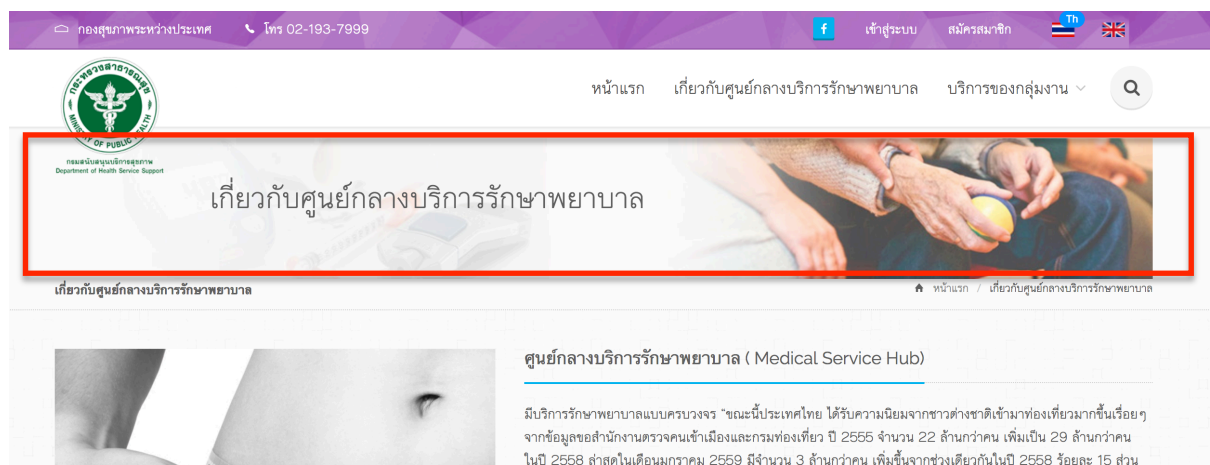 กองสุขภาพระหว่างประเทศ โทร 02-193-7999 f เข้าสู่ระบบ สมัครสมาชิก Th
หน้าแรก เกี่ยวกับศูนย์กลางบริการรักษาพยาบาล บริการของกลุ่มงาน
กระทรวงสาธารณสุข
MINISTRY OF PUBLIC HEALTH
กรมสนับสนุนบริการสุขภาพ
Department of Health Service Support
เกี่ยวกับศูนย์กลางบริการรักษาพยาบาล
เกี่ยวกับศูนย์กลางบริการรักษาพยาบาล หน้าแรก / เกี่ยวกับศูนย์กลางบริการรักษาพยาบาล
ศูนย์กลางบริการรักษาพยาบาล ( Medical Service Hub)
มีบริการรักษาพยาบาลแบบครบวงจร "ขณะนี้ประเทศไทย ได้รับความนิยมจากชาวต่างชาติเข้ามาท่องเที่ยวมากขึ้นเรื่อยๆ
จากข้อมูลขอสำนักงานตรวจคนเข้าเมืองและกรมท่องเที่ยว ปี 2555 จำนวน 22 ล้านกว่าคน เพิ่มเป็น 29 ล้านกว่าคน
ในปี 2558 ล่าสุดในเดือนมกราคม 2559 มีจำนวน 3 ล้านกว่าคน เพิ่มขึ้นจากช่วงเดียวกันในปี 2558 ร้อยละ 15 ส่วน